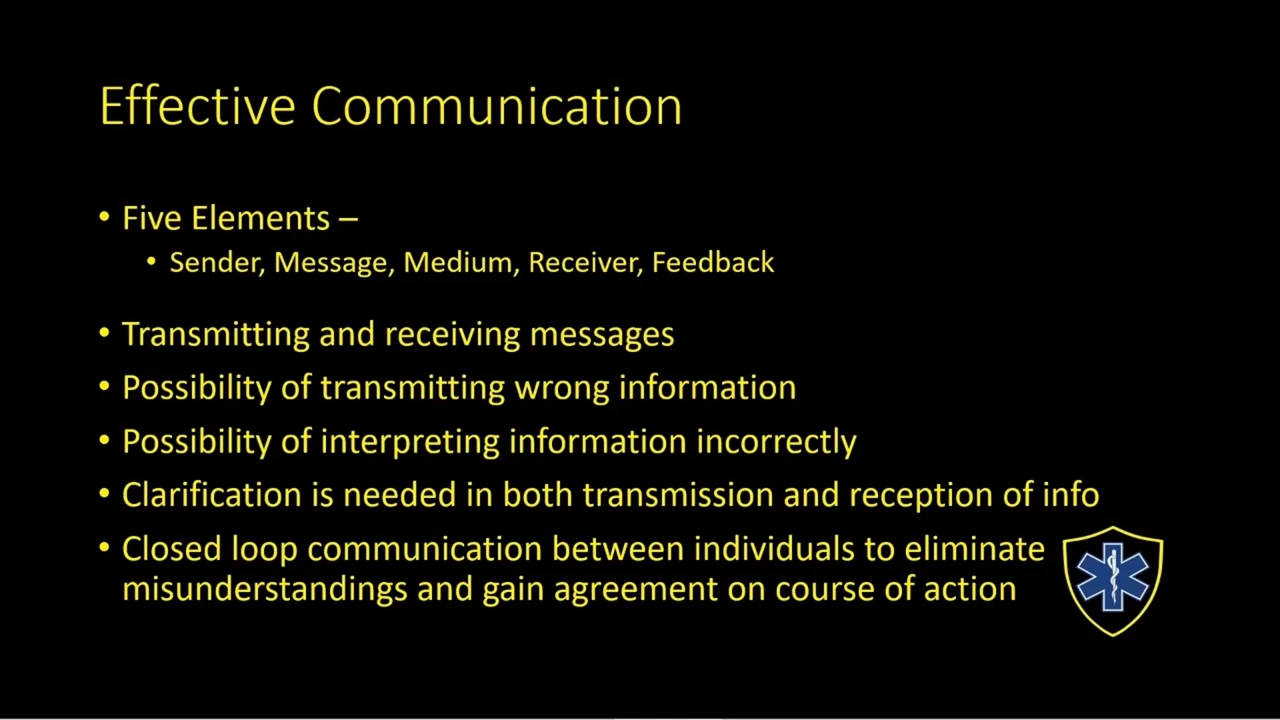 Effective Communication
• Five Elements –
• Sender, Message, Medium, Receiver, Feedback
• Transmitting and receiving messages
• Possibility of transmitting wrong information
• Possibility of interpreting information incorrectly
• Clarification is needed in both transmission and reception of info
• Closed loop communication between individuals to eliminate
misunderstandings and gain agreement on course of action